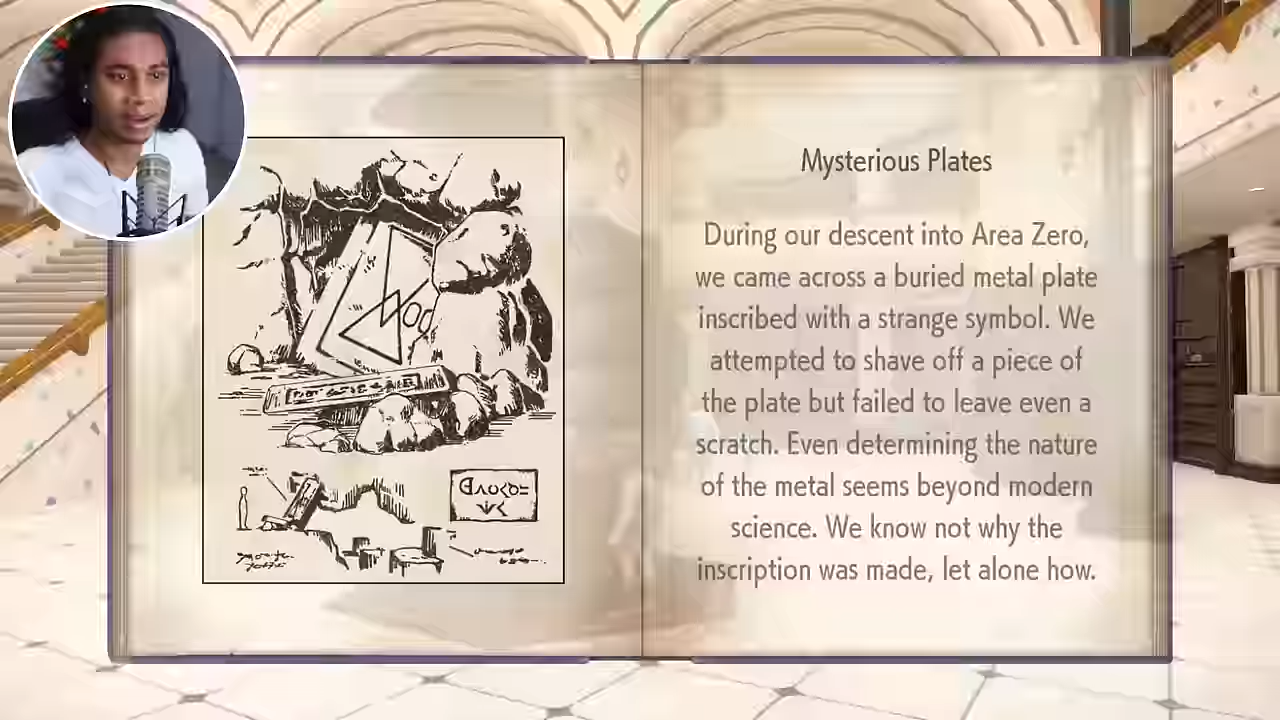 Mysterious Plates
During our descent into Area Zero,
we came across a buried metal plate
inscribed with a strange symbol. We
attempted to shave off a piece of
the plate but failed to leave even a
scratch. Even determining the nature
of the metal seems beyond modern
science. We know not why the
inscription was made, let alone how.